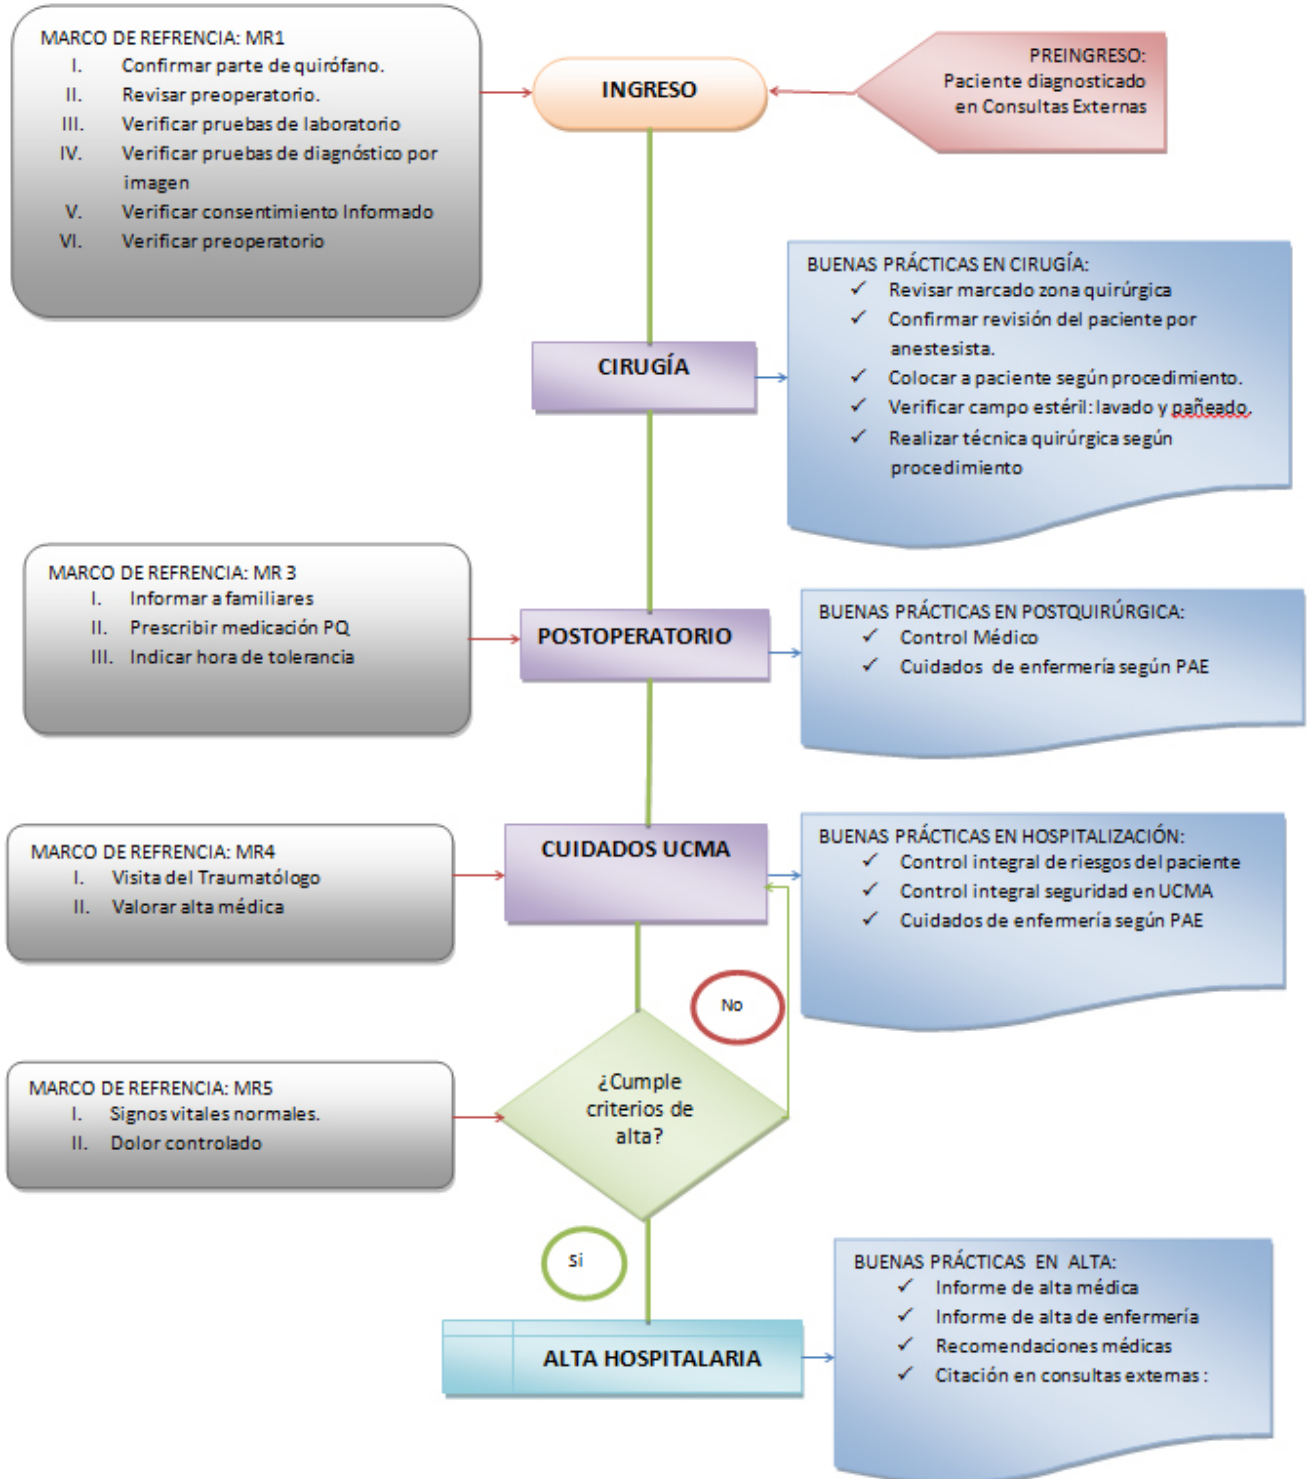 MARCO DE REFRENCIA: MR1
I. Confirmar parte de quirófano.
II. Revisar preoperatorio.
III. Verificar pruebas de laboratorio
IV. Verificar pruebas de diagnóstico por
imagen
V. Verificar consentimiento Informado
VI. Verificar preoperatorio
INGRESO
PREINGRESO:
Paciente diagnosticado
en Consultas Externas
CIRUGÍA
BUENAS PRÁCTICAS EN CIRUGÍA:
✓ Revisar marcado zona quirúrgica
✓ Confirmar revisión del paciente por
anestesista.
✓ Colocar a paciente según procedimiento.
✓ Verificar campo estéril: lavado y pañeado.
✓ Realizar técnica quirúrgica según
procedimiento
MARCO DE REFRENCIA: MR 3
I. Informar a familiares
II. Prescribir medicación PQ
III. Indicar hora de tolerancia
POSTOPERATORIO
BUENAS PRÁCTICAS EN POSTQUIRÚRGICA:
✓ Control Médico
✓ Cuidados de enfermería según PAE
MARCO DE REFRENCIA: MR4
I. Visita del Traumatólogo
II. Valorar alta médica
CUIDADOS UCMA
BUENAS PRÁCTICAS EN HOSPITALIZACIÓN:
✓ Control integral de riesgos del paciente
✓ Control integral seguridad en UCMA
✓ Cuidados de enfermería según PAE
No
MARCO DE REFRENCIA: MR5
I. Signos vitales normales.
II. Dolor controlado
¿Cumple
criterios de
alta?
Si
ALTA HOSPITALARIA
BUENAS PRÁCTICAS EN ALTA:
✓ Informe de alta médica
✓ Informe de alta de enfermería
✓ Recomendaciones médicas
✓ Citación en consultas externas :